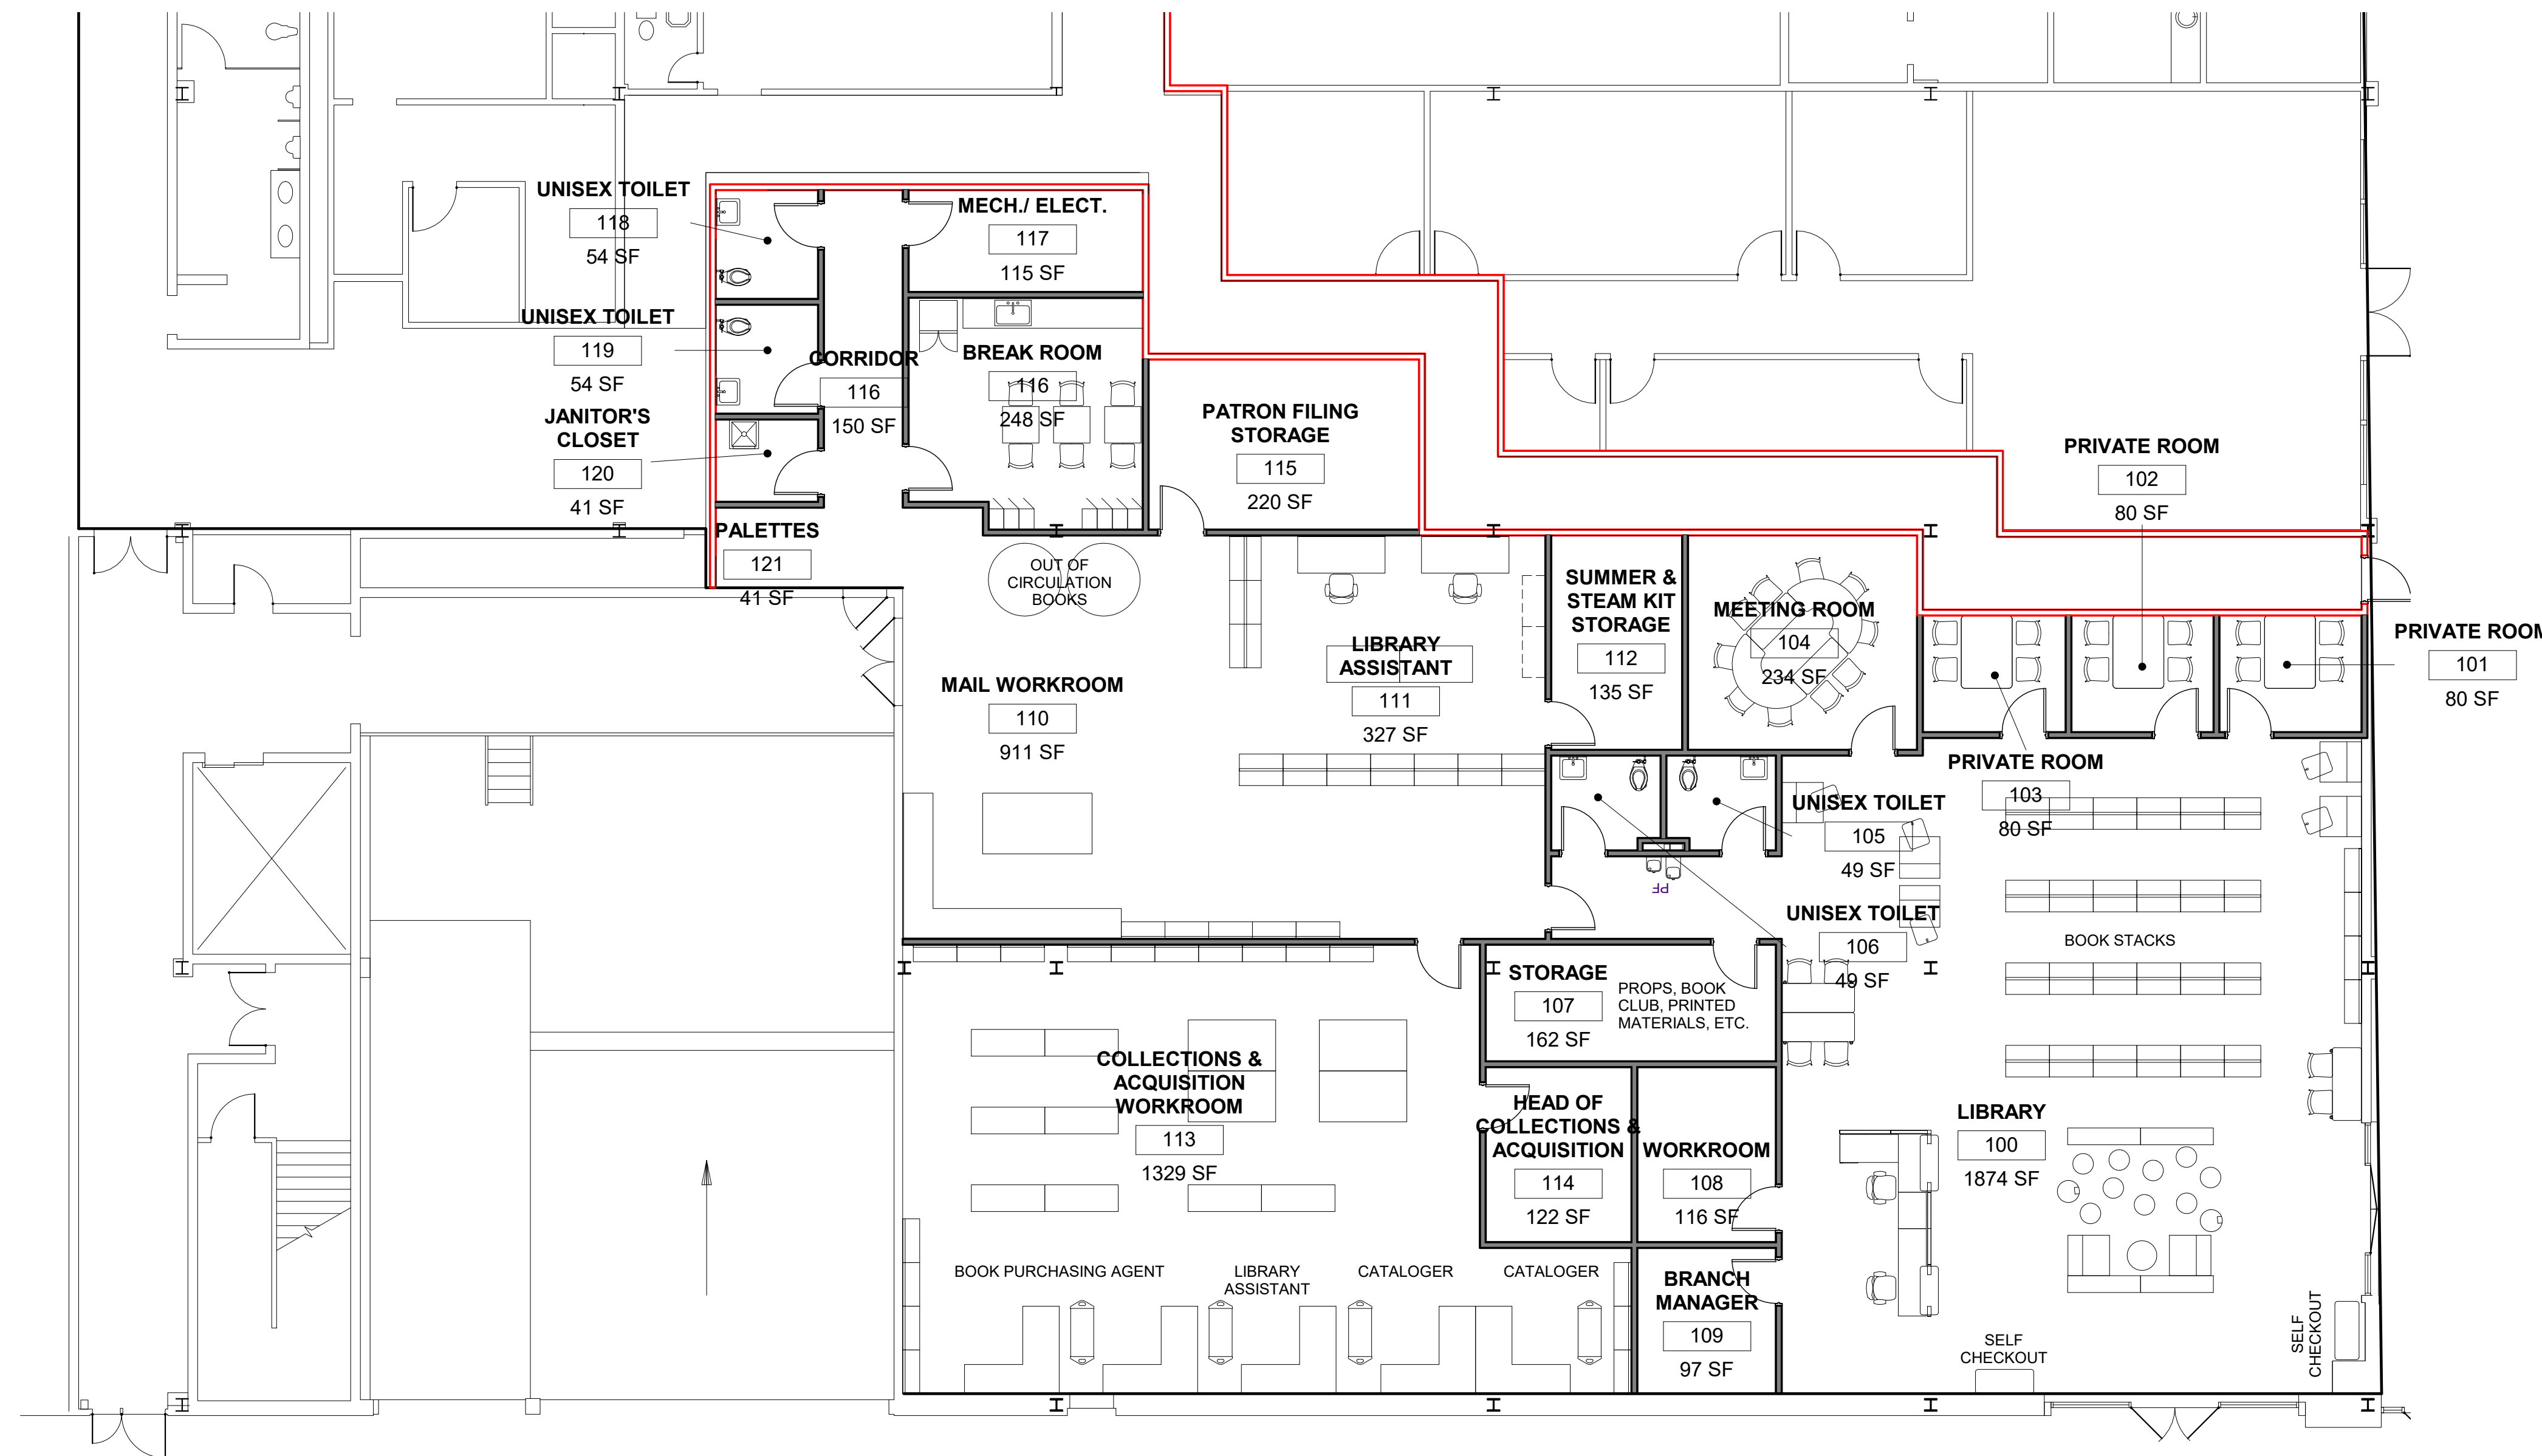 UNISEX TOILET
118
54 SF
MECH./ ELECT.
117
115 SF
UNISEX TOILET
119
54 SF
CORRIDOR
116
150 SF
BREAK ROOM
116
248 SF
JANITOR'S
CLOSET
120
41 SF
PATRON FILING
STORAGE
115
220 SF
PRIVATE ROOM
102
80 SF
PALETTES
121
41 SF
OUT OF
CIRCULATION
BOOKS
SUMMER &
STEAM KIT
STORAGE
112
135 SF
MEETING ROOM
104
234 SF
PRIVATE ROOM
101
80 SF
LIBRARY
ASSISTANT
111
327 SF
MAIL WORKROOM
110
911 SF
PRIVATE ROOM
103
80 SF
UNISEX TOILET
105
49 SF
PF
UNISEX TOILET
106
49 SF
BOOK STACKS
STORAGE
107
162 SF
PROPS, BOOK
CLUB, PRINTED
MATERIALS, ETC.
COLLECTIONS &
ACQUISITION
WORKROOM
113
1329 SF
HEAD OF
COLLECTIONS &
ACQUISITION
114
122 SF
WORKROOM
108
116 SF
LIBRARY
100
1874 SF
BOOK PURCHASING AGENT
LIBRARY
ASSISTANT
CATALOGER
CATALOGER
BRANCH
MANAGER
109
97 SF
SELF
CHECKOUT
SELF
CHECKOUT